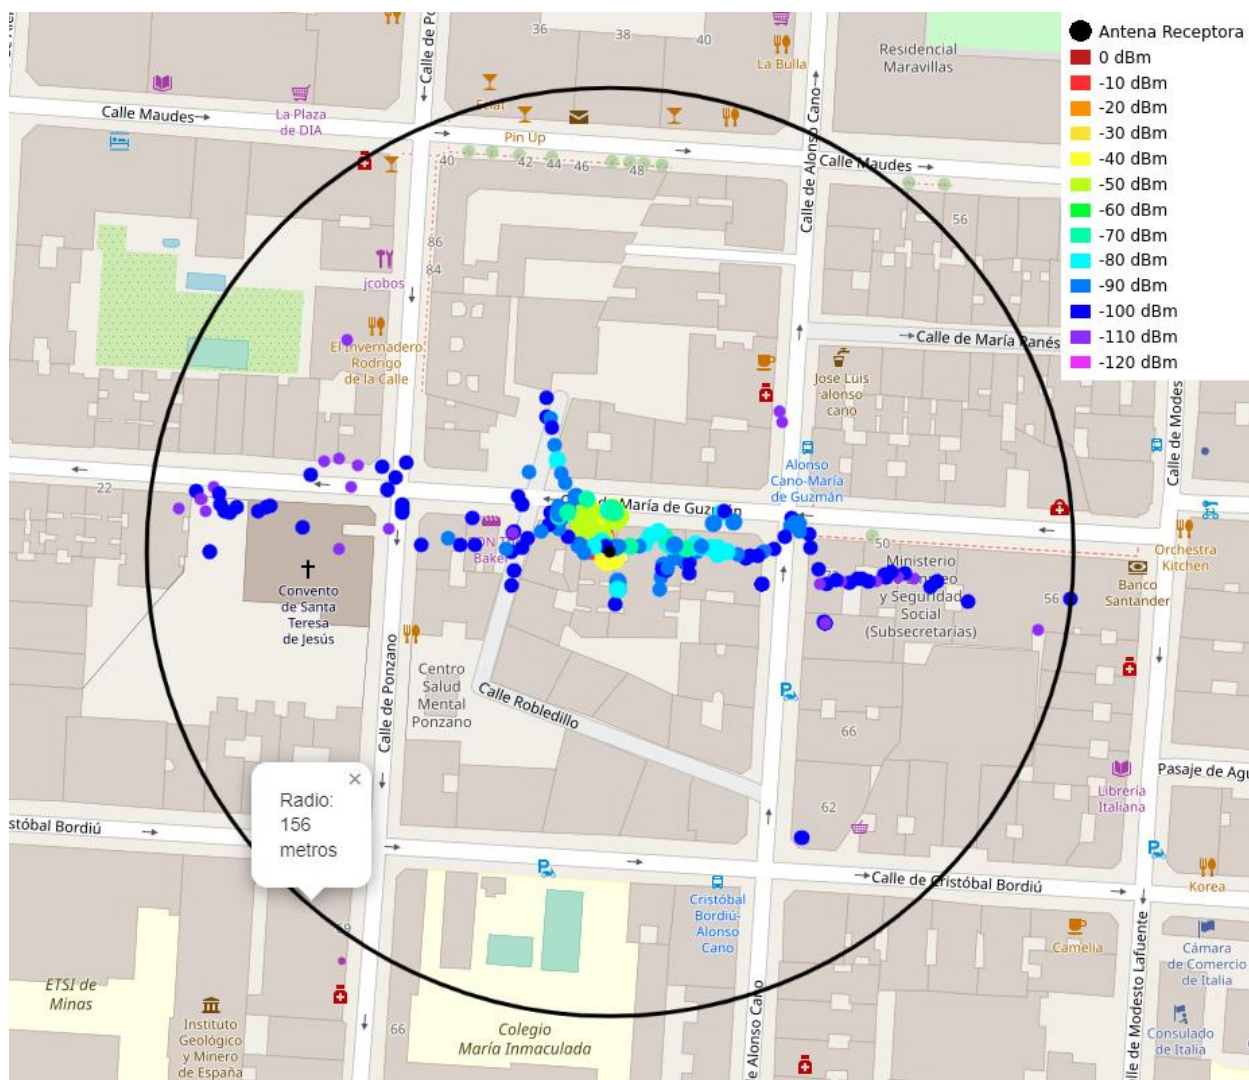 Calle de Po
36
38
40
La Bulla
Residencial
Maravillas
Antena Receptora
0 dBm
-10 dBm
-20 dBm
-30 dBm
-40 dBm
-50 dBm
-60 dBm
-70 dBm
-80 dBm
-90 dBm
-100 dBm
-110 dBm
-120 dBm
Calle Maudes
La Plaza
de DIA
Pin Up
40
42
44
46
48
Calle Maudes
Calle de Alonso Cano
56
86
84
jcobos
El Invernadero
Rodrigo
de la Calle
Calle de María Panés
Jose Luis
alonso
cano
Calle de Modes
Alonso
Cano-María
de Guzmán
22
de María de Guzmán
50
Orchestra
Kitchen
Ministerio
y Seguridad
Social
(Subsecretarías)
Banco
Santander
56
Convento
de Santa
Teresa
de Jesús
Calle de Ponzano
Centro
Salud
Mental
Ponzano
Calle Robledillo
66
62
Librería
Italiana
Pasaje de Agu
Radio:
156
metros
stóbal Bordiú
Calle de Cristóbal Bordiú
Korea
Cristóbal
Bordiú-
Alonso
Cano
Camelia
Cámara
de Comercio
de Italia
ETSI de
Minas
Instituto
Geológico
y Minero
de España
66
Colegio
María Inmaculada
e Alonso Cano
lle de Modesto Lafuente
Consulado
de Italia